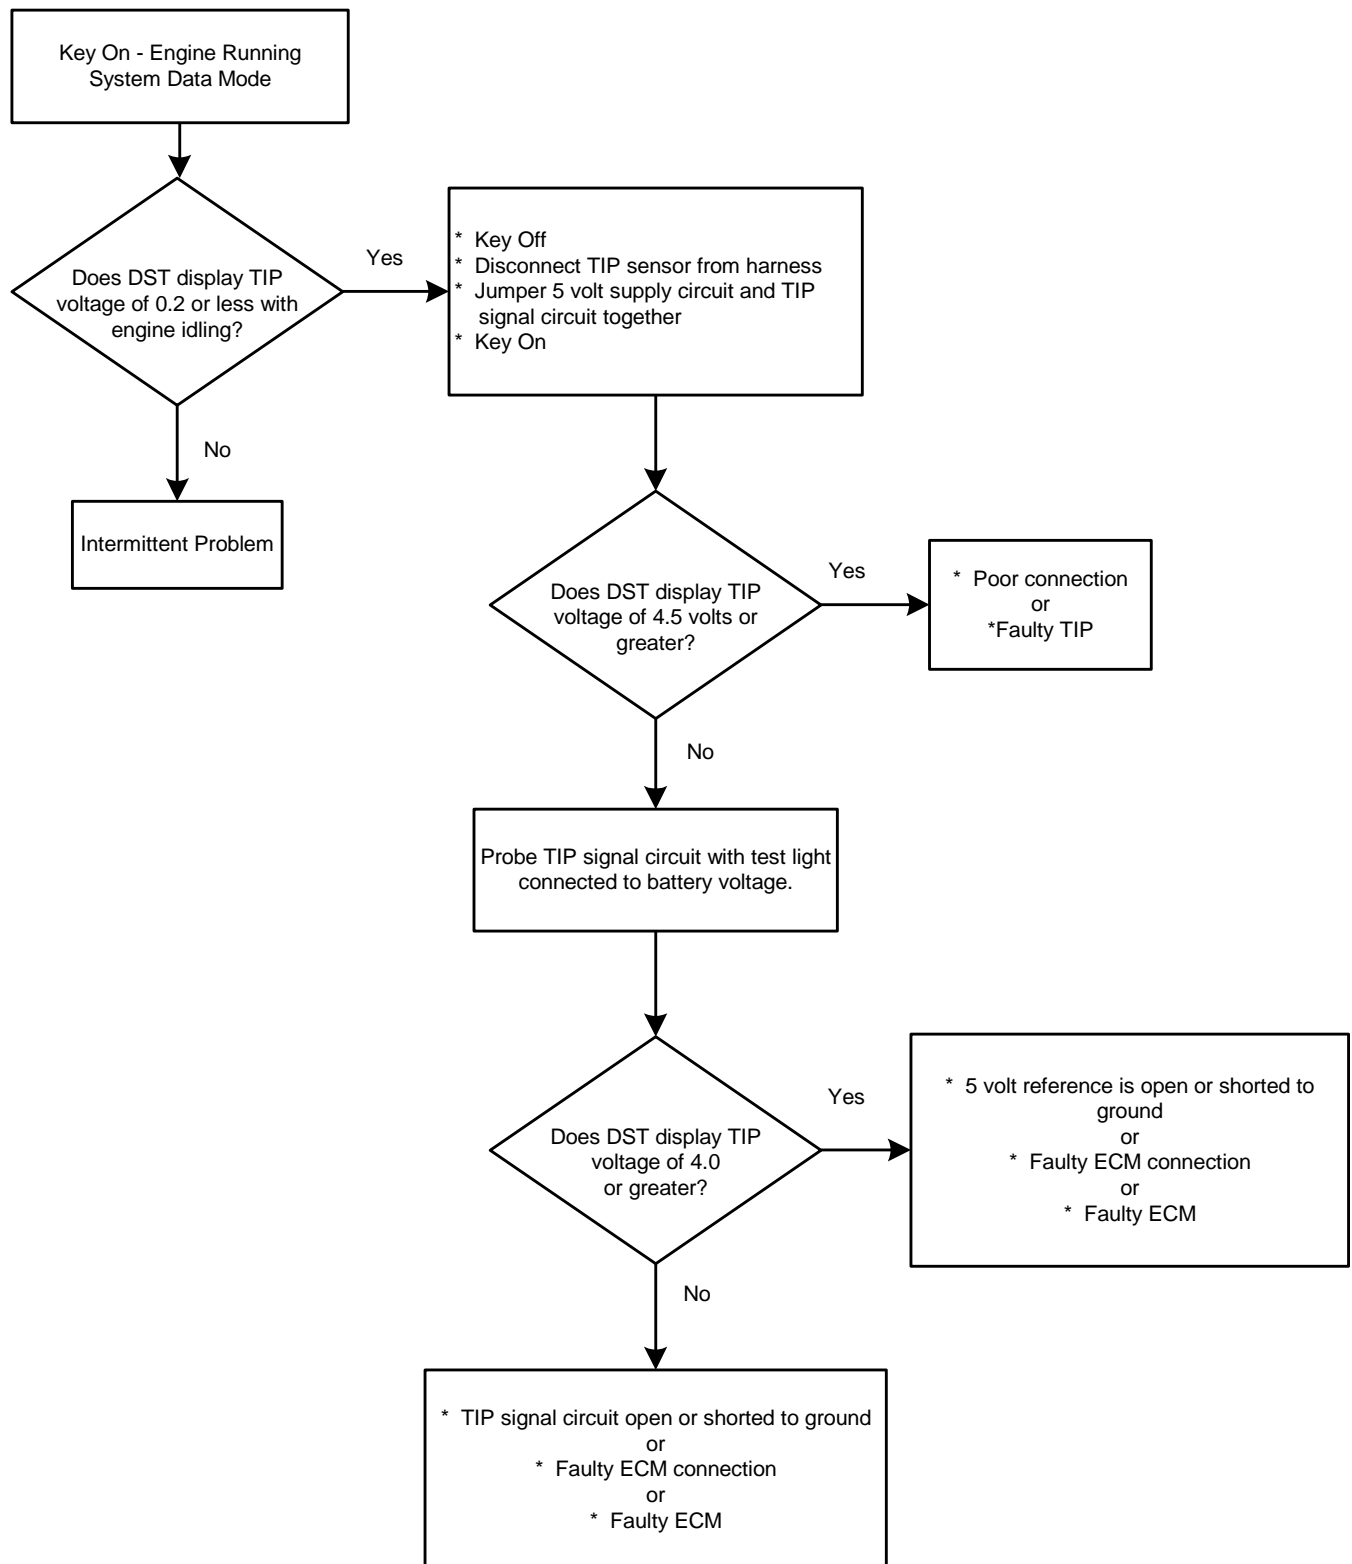 Key On - Engine Running
System Data Mode
Does DST display TIP
voltage of 0.2 or less with
engine idling?
Yes
* Key Off
* Disconnect TIP sensor from harness
* Jumper 5 volt supply circuit and TIP
signal circuit together
* Key On
No
Intermittent Problem
Does DST display TIP
voltage of 4.5 volts or
greater?
Yes
* Poor connection
or
*Faulty TIP
No
Probe TIP signal circuit with test light
connected to battery voltage.
Does DST display TIP
voltage of 4.0
or greater?
Yes
* 5 volt reference is open or shorted to
ground
or
* Faulty ECM connection
or
* Faulty ECM
No
* TIP signal circuit open or shorted to ground
or
* Faulty ECM connection
or
* Faulty ECM